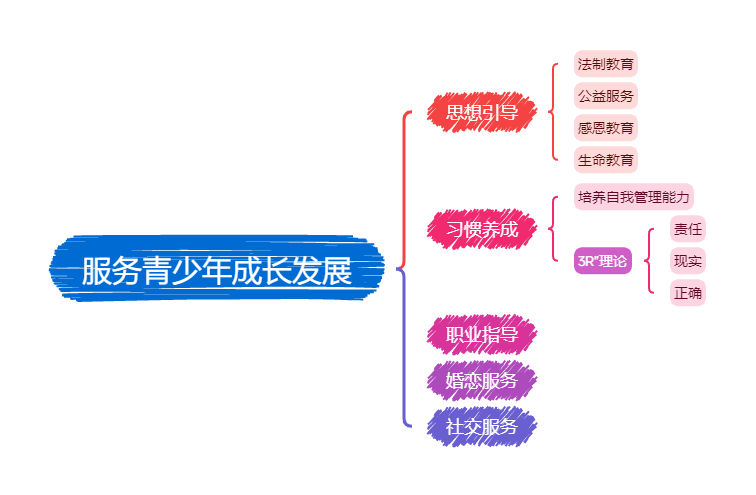 服务青少年成长发展
思想引导
法制教育
公益服务
感恩教育
生命教育
习惯养成
培养自我管理能力
3R”理论
责任
现实
正确
职业指导
婚恋服务
社交服务